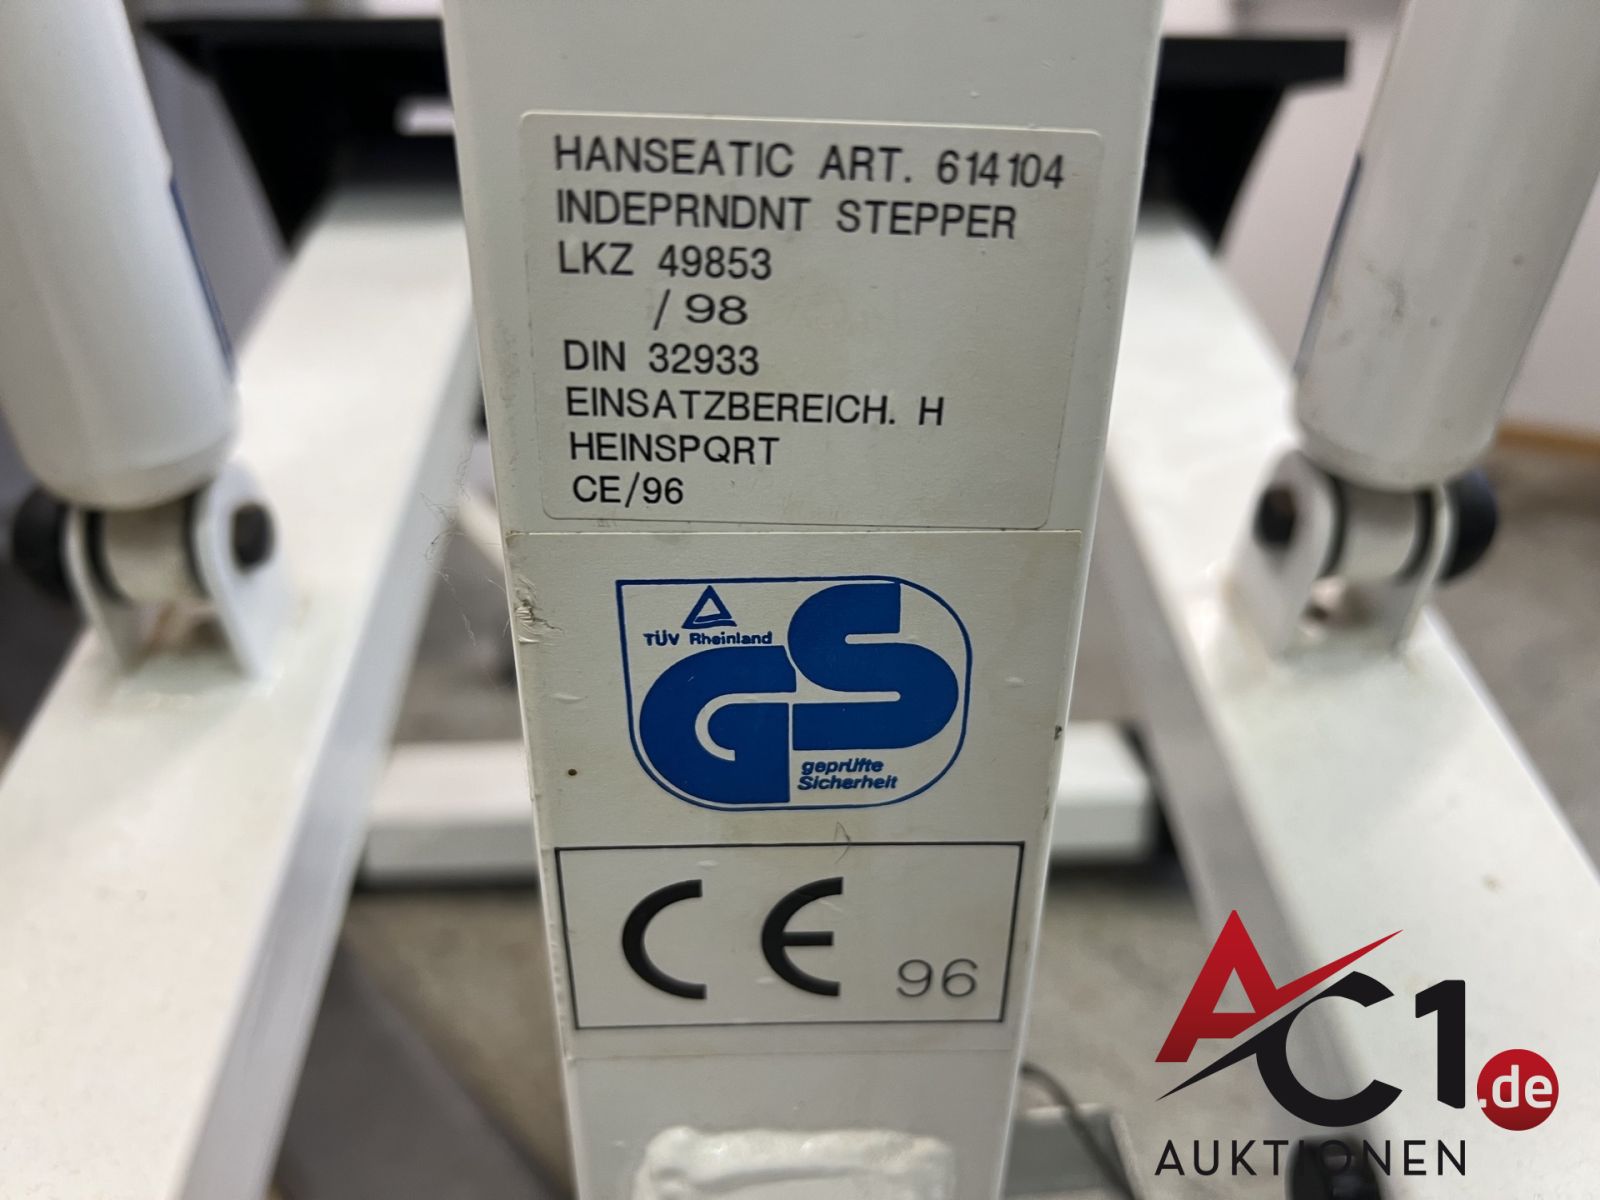 HANSEATIC ART. 614104
INDEPRNDNT STEPPER
LKZ 49853
/ 98
DIN 32933
EINSATZBEREICH. H
HEINSPQRT
CE/96
TÜV Rheinland
GS
geprüfte
Sicherheit
CE 96
AC1.de
AUKTIONEN